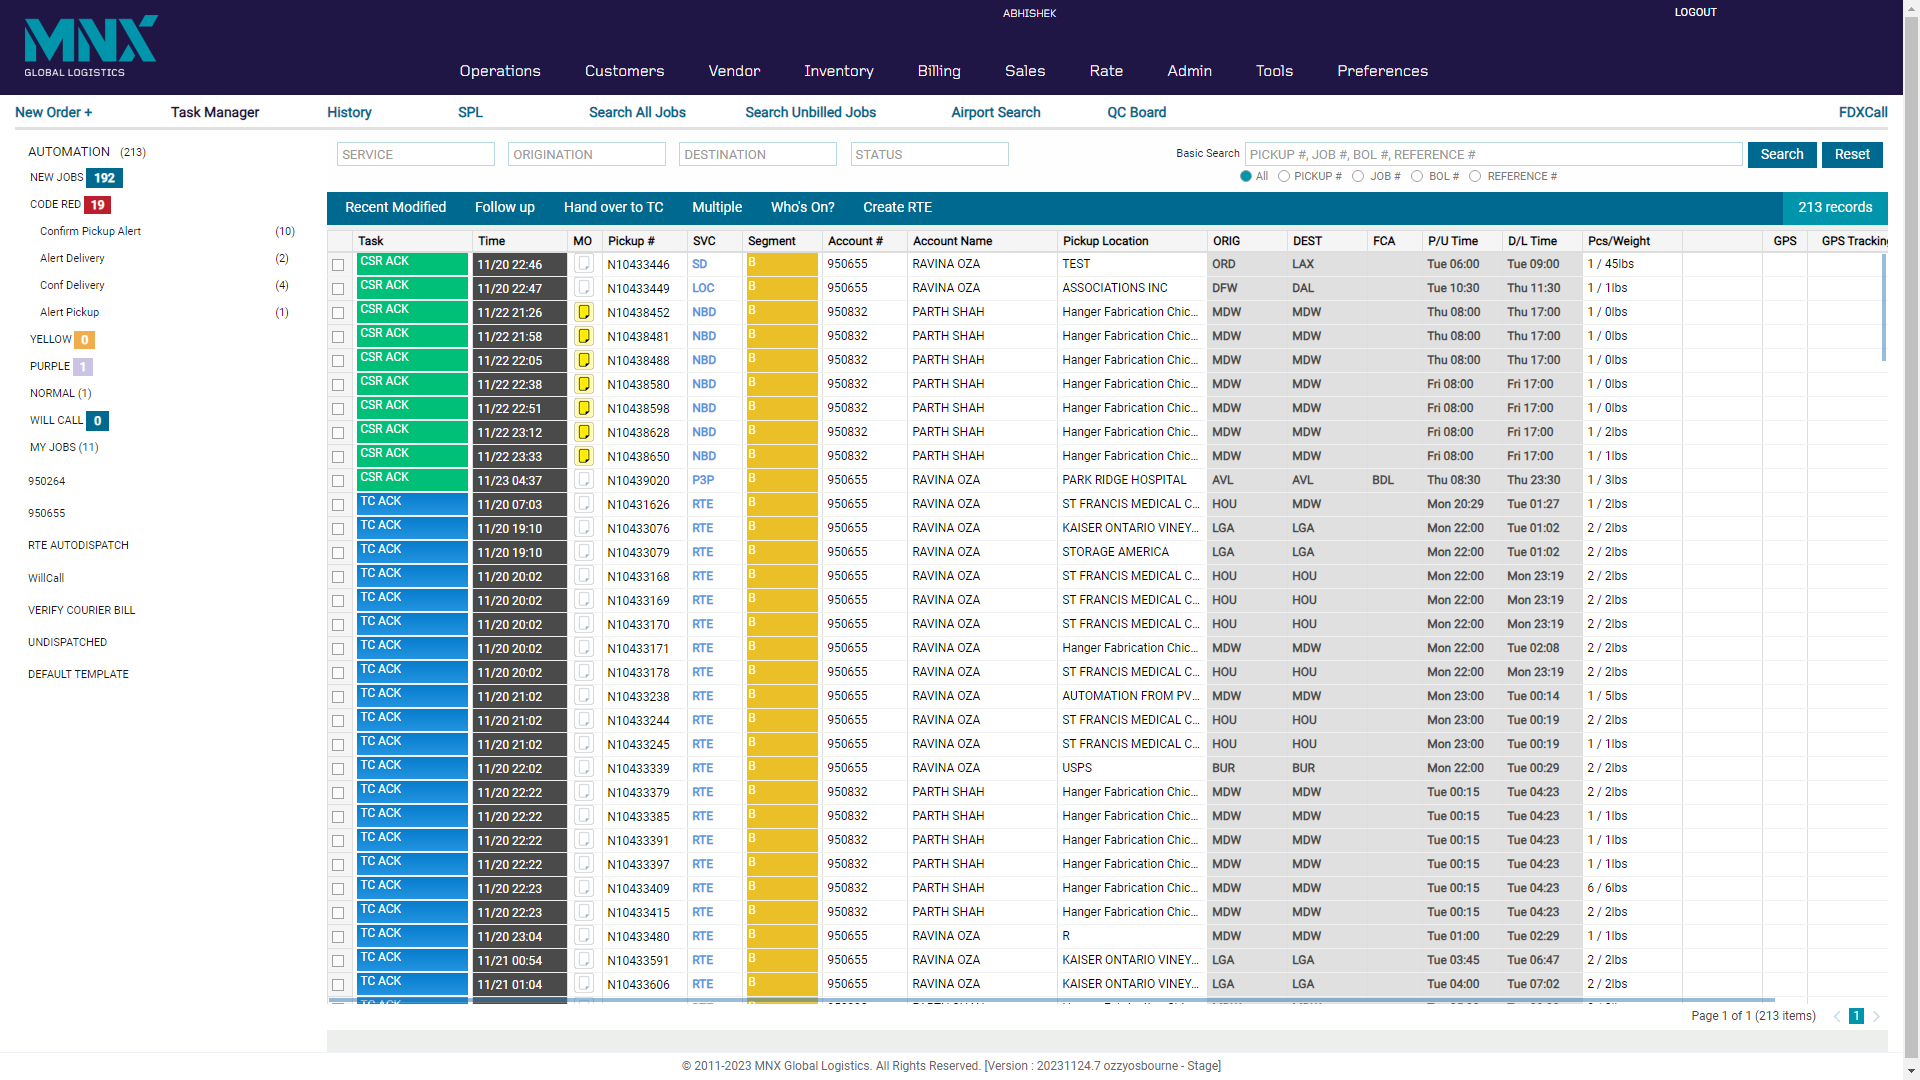 ABHISHEK
LOGOUT
MNX
GLOBAL LOGISTICS
Operations Customers Vendor Inventory Billing Sales Rate Admin Tools Preferences
New Order + Task Manager History SPL Search All Jobs Search Unbilled Jobs Airport Search QC Board FDXCall
AUTOMATION (213)
NEW JOBS 192
CODE RED 19
Confirm Pickup Alert (10)
Alert Delivery (2)
Conf Delivery (4)
Alert Pickup (1)
YELLOW 0
PURPLE 1
NORMAL (1)
WILL CALL 0
MY JOBS (11)
950264
950655
RTE AUTODISPATCH
WillCall
VERIFY COURIER BILL
UNDISPATCHED
DEFAULT TEMPLATE
SERVICE ORIGINATION DESTINATION STATUS Basic Search PICKUP #, JOB #, BOL #, REFERENCE # Search Reset
All PICKUP # JOB # BOL # REFERENCE #
Recent Modified Follow up Hand over to TC Multiple Who's On? Create RTE 213 records
Task Time MO Pickup # SVC Segment Account # Account Name Pickup Location ORIG DEST FCA P/U Time D/L Time Pcs/Weight GPS GPS Tracking
CSR ACK 11/20 22:46 N10433446 SD B 950655 RAVINA OZA TEST ORD LAX Tue 06:00 Tue 09:00 1 / 45lbs
CSR ACK 11/20 22:47 N10433449 LOC B 950655 RAVINA OZA ASSOCIATIONS INC DFW DAL Tue 10:30 Thu 11:30 1 / 1lbs
CSR ACK 11/22 21:26 N10438452 NBD B 950832 PARTH SHAH Hanger Fabrication Chic... MDW MDW Thu 08:00 Thu 17:00 1 / 0lbs
CSR ACK 11/22 21:58 N10438481 NBD B 950832 PARTH SHAH Hanger Fabrication Chic... MDW MDW Thu 08:00 Thu 17:00 1 / 0lbs
CSR ACK 11/22 22:05 N10438488 NBD B 950832 PARTH SHAH Hanger Fabrication Chic... MDW MDW Thu 08:00 Thu 17:00 1 / 0lbs
CSR ACK 11/22 22:38 N10438580 NBD B 950832 PARTH SHAH Hanger Fabrication Chic... MDW MDW Fri 08:00 Fri 17:00 1 / 0lbs
CSR ACK 11/22 22:51 N10438598 NBD B 950832 PARTH SHAH Hanger Fabrication Chic... MDW MDW Fri 08:00 Fri 17:00 1 / 0lbs
CSR ACK 11/22 23:12 N10438628 NBD B 950832 PARTH SHAH Hanger Fabrication Chic... MDW MDW Fri 08:00 Fri 17:00 1 / 2lbs
CSR ACK 11/22 23:33 N10438650 NBD B 950832 PARTH SHAH Hanger Fabrication Chic... MDW MDW Fri 08:00 Fri 17:00 1 / 1lbs
CSR ACK 11/23 04:37 N10439020 P3P B 950655 RAVINA OZA PARK RIDGE HOSPITAL AVL AVL BDL Thu 08:30 Thu 23:30 1 / 3lbs
TC ACK 11/20 07:03 N10431626 RTE B 950655 RAVINA OZA ST FRANCIS MEDICAL C... HOU MDW Mon 20:29 Tue 01:27 1 / 2lbs
TC ACK 11/20 19:10 N10433076 RTE B 950655 RAVINA OZA KAISER ONTARIO VINEY... LGA LGA Mon 22:00 Tue 01:02 2 / 2lbs
TC ACK 11/20 19:10 N10433079 RTE B 950655 RAVINA OZA STORAGE AMERICA LGA LGA Mon 22:00 Tue 01:02 2 / 2lbs
TC ACK 11/20 20:02 N10433168 RTE B 950655 RAVINA OZA ST FRANCIS MEDICAL C... HOU HOU Mon 22:00 Mon 23:19 2 / 2lbs
TC ACK 11/20 20:02 N10433169 RTE B 950655 RAVINA OZA ST FRANCIS MEDICAL C... HOU HOU Mon 22:00 Mon 23:19 2 / 2lbs
TC ACK 11/20 20:02 N10433170 RTE B 950655 RAVINA OZA ST FRANCIS MEDICAL C... HOU HOU Mon 22:00 Mon 23:19 2 / 2lbs
TC ACK 11/20 20:02 N10433171 RTE B 950655 RAVINA OZA Hanger Fabrication Chic... MDW MDW Mon 22:00 Tue 02:08 2 / 2lbs
TC ACK 11/20 20:02 N10433178 RTE B 950655 RAVINA OZA ST FRANCIS MEDICAL C... HOU HOU Mon 22:00 Mon 23:19 2 / 2lbs
TC ACK 11/20 21:02 N10433238 RTE B 950655 RAVINA OZA AUTOMATION FROM PV... MDW MDW Mon 23:00 Tue 00:14 1 / 5lbs
TC ACK 11/20 21:02 N10433244 RTE B 950655 RAVINA OZA ST FRANCIS MEDICAL C... HOU HOU Mon 23:00 Tue 00:19 2 / 2lbs
TC ACK 11/20 21:02 N10433245 RTE B 950655 RAVINA OZA ST FRANCIS MEDICAL C... HOU HOU Mon 23:00 Tue 00:19 1 / 1lbs
TC ACK 11/20 22:02 N10433339 RTE B 950655 RAVINA OZA USPS BUR BUR Mon 22:00 Tue 00:29 2 / 2lbs
TC ACK 11/20 22:22 N10433379 RTE B 950832 PARTH SHAH Hanger Fabrication Chic... MDW MDW Tue 00:15 Tue 04:23 2 / 2lbs
TC ACK 11/20 22:22 N10433385 RTE B 950832 PARTH SHAH Hanger Fabrication Chic... MDW MDW Tue 00:15 Tue 04:23 1 / 1lbs
TC ACK 11/20 22:22 N10433391 RTE B 950832 PARTH SHAH Hanger Fabrication Chic... MDW MDW Tue 00:15 Tue 04:23 1 / 1lbs
TC ACK 11/20 22:22 N10433397 RTE B 950832 PARTH SHAH Hanger Fabrication Chic... MDW MDW Tue 00:15 Tue 04:23 1 / 1lbs
TC ACK 11/20 22:23 N10433409 RTE B 950832 PARTH SHAH Hanger Fabrication Chic... MDW MDW Tue 00:15 Tue 04:23 6 / 6lbs
TC ACK 11/20 22:23 N10433415 RTE B 950832 PARTH SHAH Hanger Fabrication Chic... MDW MDW Tue 00:15 Tue 04:23 2 / 2lbs
TC ACK 11/20 23:04 N10433480 RTE B 950655 RAVINA OZA R MDW MDW Tue 01:00 Tue 02:29 1 / 1lbs
TC ACK 11/21 00:54 N10433591 RTE B 950655 RAVINA OZA KAISER ONTARIO VINEY... LGA LGA Tue 03:45 Tue 06:47 2 / 2lbs
TC ACK 11/21 01:04 N10433606 RTE B 950655 RAVINA OZA KAISER ONTARIO VINEY... LGA LGA Tue 04:00 Tue 07:02 2 / 2lbs
Page 1 of 1 (213 items) 1
© 2011-2023 MNX Global Logistics. All Rights Reserved. [Version : 20231124.7 ozzyosbourne - Stage]